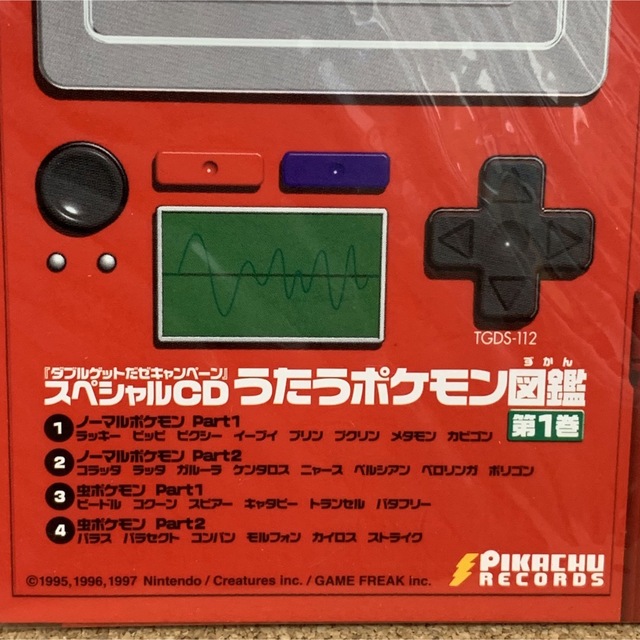 TGDS-112
『ダブルゲットだぜキャンペーン』
ずかん
スペシャルCD うたうポケモン図鑑
第1巻
1 ノーマルポケモン Part1
ラッキー ピッピ ピクシー イーブイ プリン プクリン メタモン カビゴン
2 ノーマルポケモン Part2
コラッタ ラッタ ガルーラ ケンタロス ニャース ペルシアン ベロリンガ ポリゴン
3 虫ポケモン Part1
ビードル コクーン スピアー キャタピー トランセル バタフリー
4 虫ポケモン Part2
パラス パラセクト コンパン モルフォン カイロス ストライク
PIKACHU
RECORDS
©1995,1996,1997 Nintendo / Creatures inc. / GAME FREAK inc.